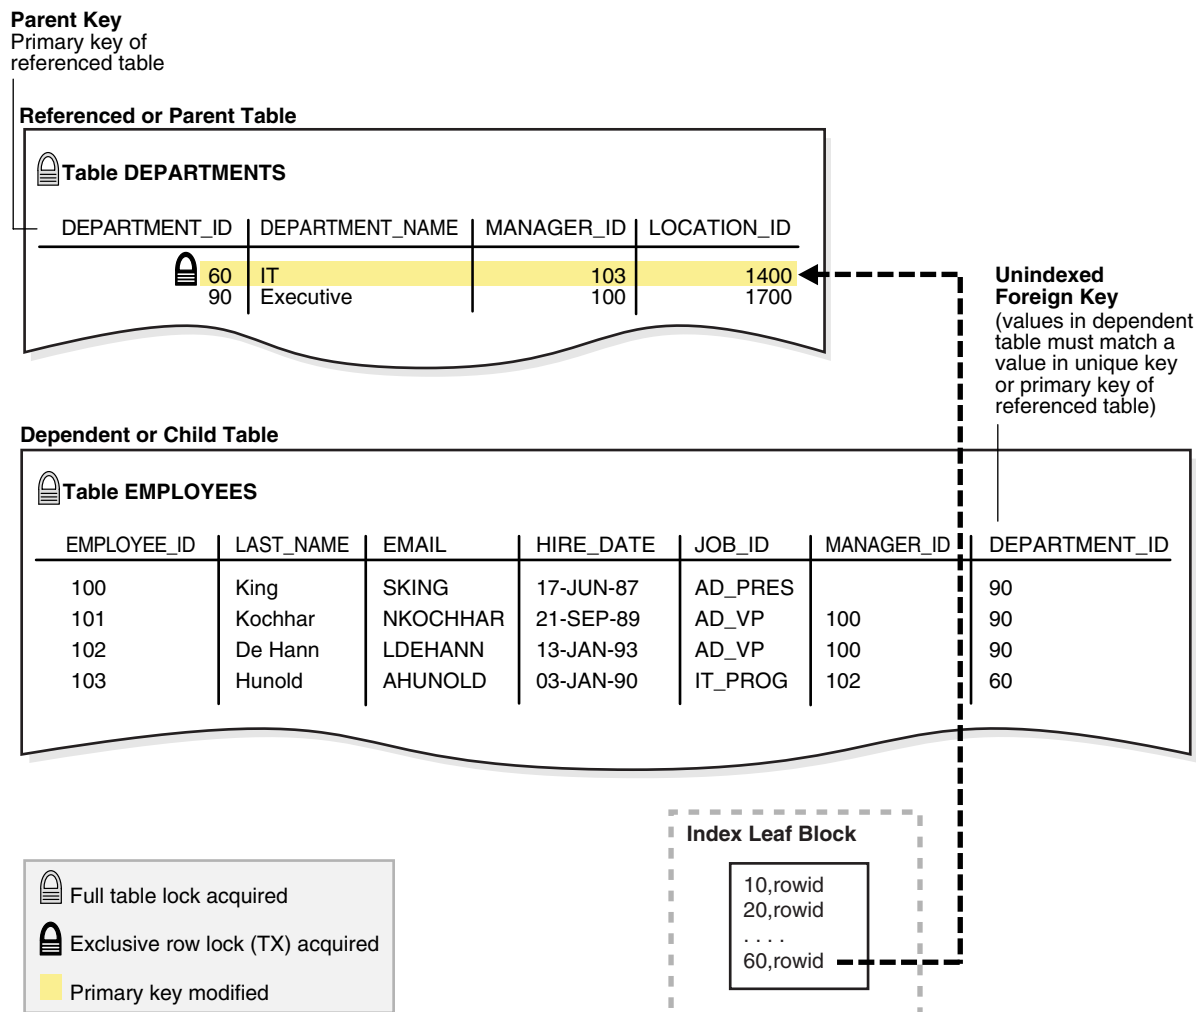 Parent Key
Primary key of
referenced table
Referenced or Parent Table
Table DEPARTMENTS
DEPARTMENT_ID DEPARTMENT_NAME MANAGER_ID LOCATION_ID
60 IT 103 1400
90 Executive 100 1700
Unindexed
Foreign Key
(values in dependent
table must match a
value in unique key
or primary key of
referenced table)
Dependent or Child Table
Table EMPLOYEES
EMPLOYEE_ID LAST_NAME EMAIL HIRE_DATE JOB_ID MANAGER_ID DEPARTMENT_ID
100 King SKING 17-JUN-87 AD_PRES 90
101 Kochhar NKOCHHAR 21-SEP-89 AD_VP 100 90
102 De Hann LDEHANN 13-JAN-93 AD_VP 100 90
103 Hunold AHUNOLD 03-JAN-90 IT_PROG 102 60
Full table lock acquired
Exclusive row lock (TX) acquired
Primary key modified
Index Leaf Block
10,rowid
20,rowid
. . . .
60,rowid